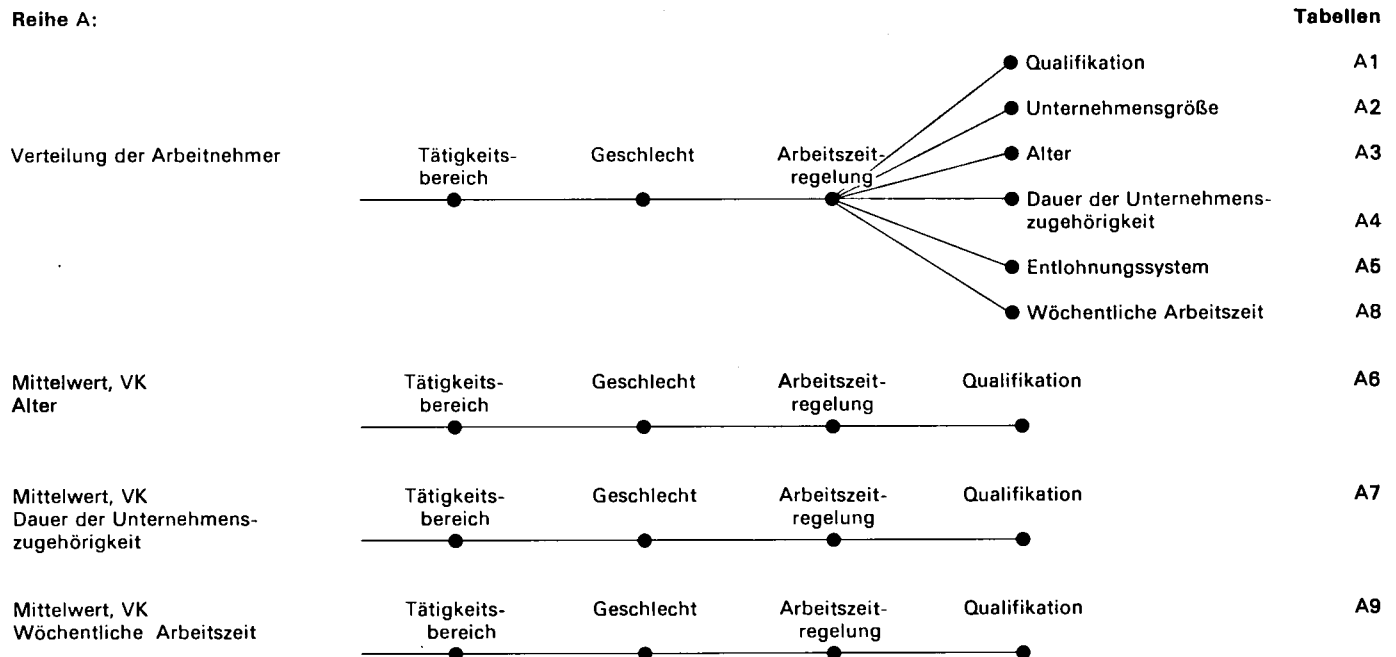 Reihe A:
Tabellen
Qualifikation A1
Unternehmensgröße A2
Verteilung der Arbeitnehmer Tätigkeits- Geschlecht Arbeitszeit- Alter A3
bereich regelung
Dauer der Unternehmens-
zugehörigkeit A4
Entlohnungssystem A5
Wöchentliche Arbeitszeit A8
Mittelwert, VK Tätigkeits- Geschlecht Arbeitszeit- Qualifikation A6
Alter bereich regelung
Mittelwert, VK Tätigkeits- Geschlecht Arbeitszeit- Qualifikation A7
Dauer der Unternehmens- bereich regelung
zugehörigkeit
Mittelwert, VK Tätigkeits- Geschlecht Arbeitszeit- Qualifikation A9
Wöchentliche Arbeitszeit bereich regelung